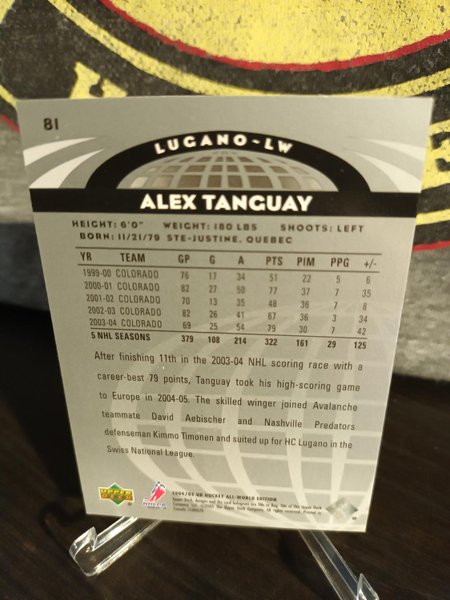 81
LUGANO-LW
ALEX TANGUAY
HEIGHT: 6'0" WEIGHT: 180 LBS SHOOTS: LEFT
BORN: 11/21/79 STE-JUSTINE, QUEBEC
YR TEAM GP G A PTS PIM PPG +/-
1999-00 COLORADO 76 17 34 51 22 5 6
2000-01 COLORADO 82 27 50 77 37 7 35
2001-02 COLORADO 70 13 35 48 36 7 8
2002-03 COLORADO 82 26 41 67 36 3 34
2003-04 COLORADO 69 25 54 79 30 7 42
5 NHL SEASONS 379 108 214 322 161 29 125
After finishing 11th in the 2003-04 NHL scoring race with a
career-best 79 points, Tanguay took his high-scoring game
to Europe in 2004-05. The skilled winger joined Avalanche
teammate David Aebischer and Nashville Predators
defenseman Kimmo Timonen and suited up for HC Lugano in the
Swiss National League.
UPPER DECK
NHLPA
2004/05 UD HOCKEY ALL-WORLD EDITION